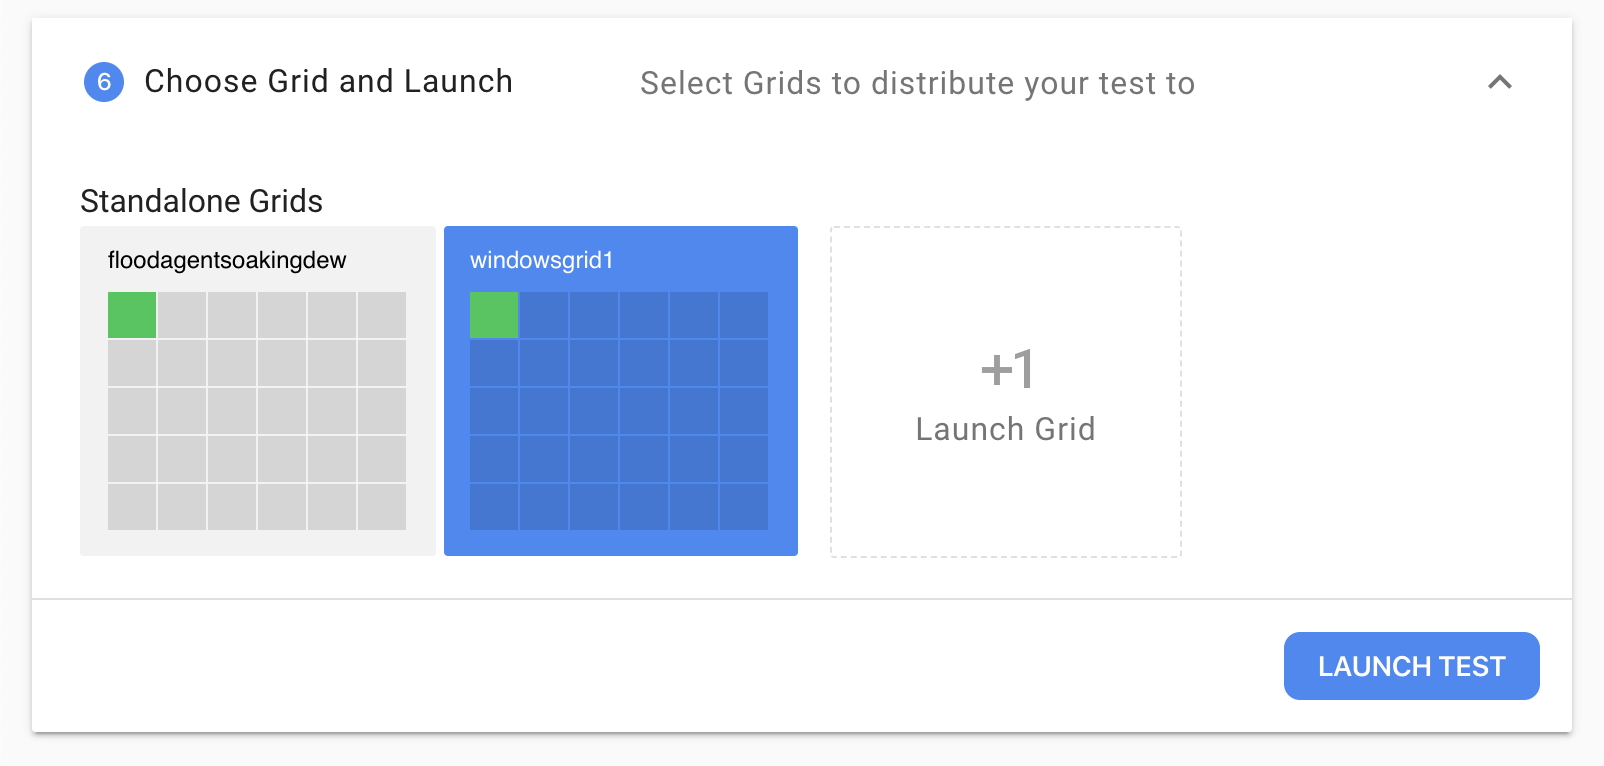 6 Choose Grid and Launch Select Grids to distribute your test to
Standalone Grids
floodagentsoakingdew windowsgrid1
+1
Launch Grid
LAUNCH TEST